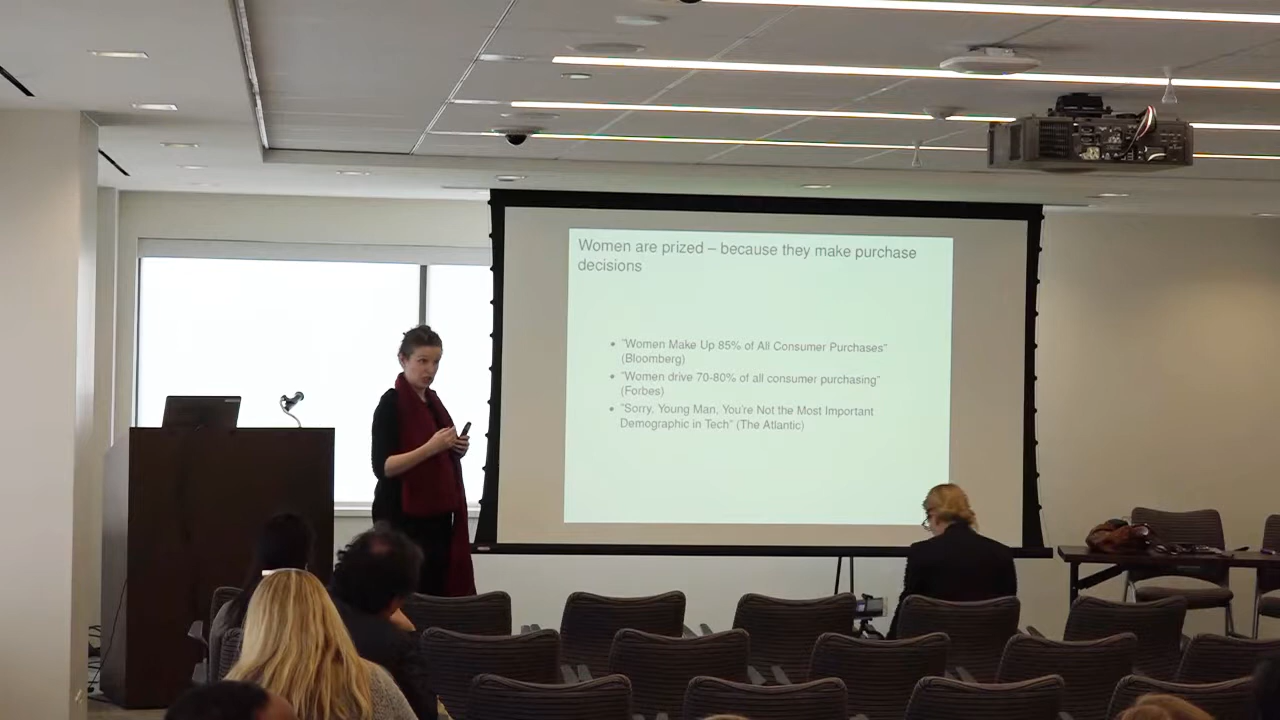 Women are prized – because they make purchase
decisions
• "Women Make Up 85% of All Consumer Purchases"
(Bloomberg)
• "Women drive 70-80% of all consumer purchasing"
(Forbes)
• "Sorry, Young Man, You're Not the Most Important
Demographic in Tech" (The Atlantic)